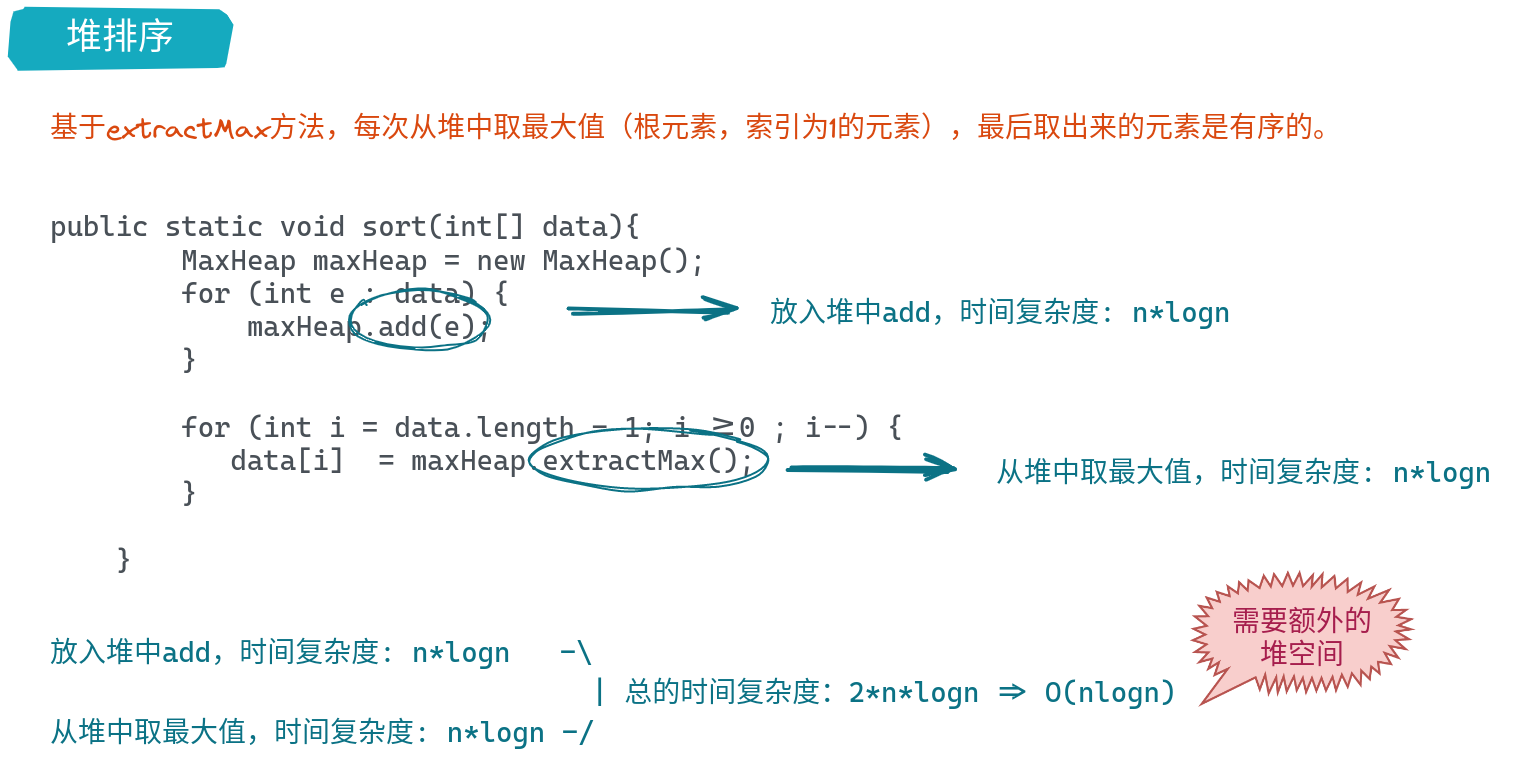 堆排序
基于extractMax方法，每次从堆中取最大值（根元素，索引为1的元素），最后取出来的元素是有序的。
public static void sort(int[] data){
MaxHeap maxHeap = new MaxHeap();
for (int e : data) {
maxHeap.add(e);
}
放入堆中add，时间复杂度: n*logn
for (int i = data.length - 1; i ≥0 ; i--) {
data[i]  = maxHeap.extractMax();
}
从堆中取最大值，时间复杂度: n*logn
}
需要额外的
堆空间
放入堆中add，时间复杂度: n*logn   -\
| 总的时间复杂度: 2*n*logn ⇒ O(nlogn)
从堆中取最大值，时间复杂度: n*logn -/